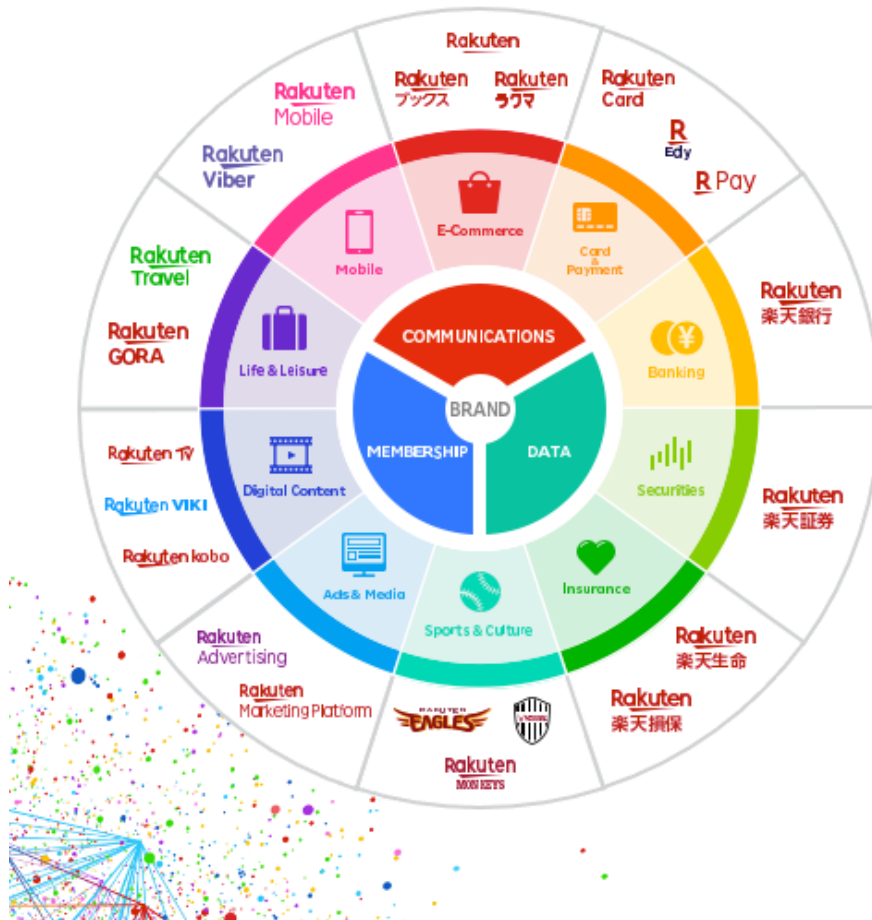 Rakuten
Rakuten
ブックス
Rakuten
ラクマ
Rakuten
Card
R
Edy
R Pay
Rakuten
楽天銀行
Rakuten
楽天証券
Rakuten
楽天生命
Rakuten
楽天損保
RAKUTEN
EAGLES
Rakuten
MONKEYS
Rakuten
Marketing Platform
Rakuten
Advertising
Rakuten kobo
Rakuten VIKI
Rakuten TV
Rakuten
GORA
Rakuten
Travel
Rakuten
Viber
Rakuten
Mobile
E-Commerce
Card
&
Payment
¥
Banking
Securities
Insurance
Sports & Culture
Ads & Media
Digital Content
Life & Leisure
Mobile
COMMUNICATIONS
BRAND
MEMBERSHIP
DATA